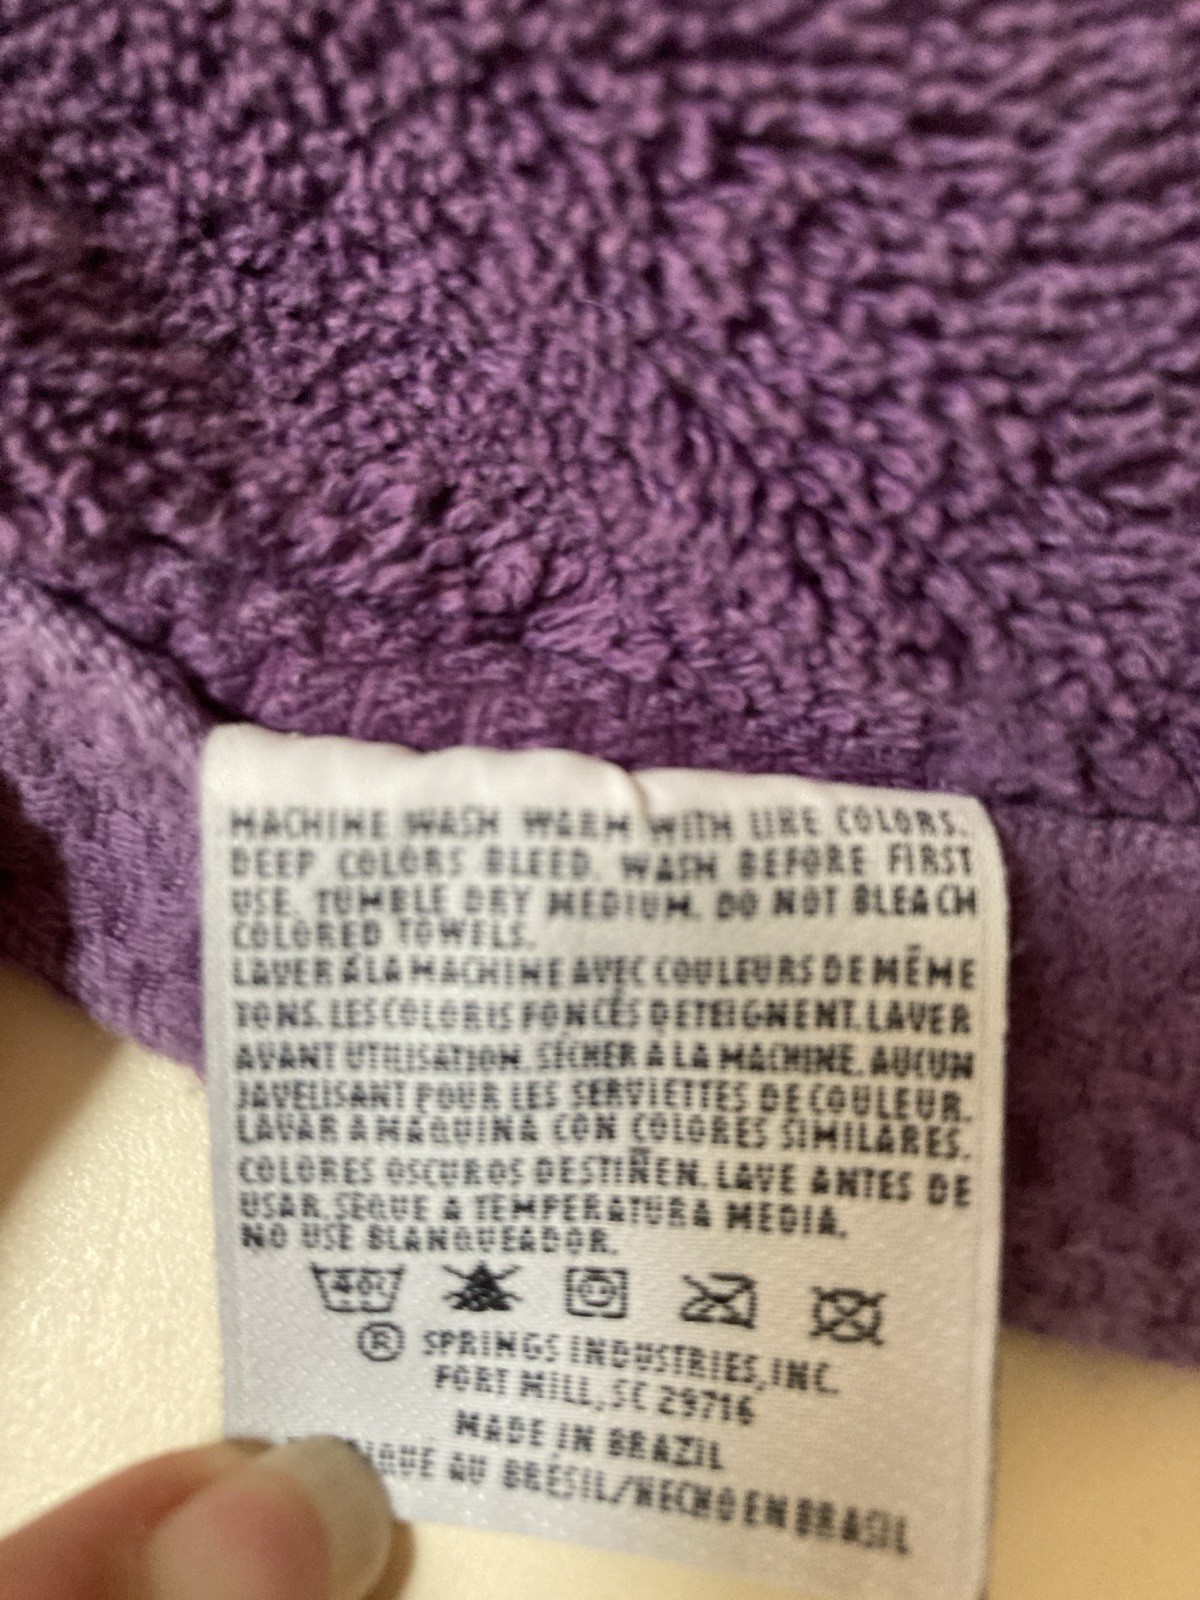 MACHINE WASH WARM WITH LIKE COLORS.
DEEP COLORS BLEED. WASH BEFORE FIRST
USE. TUMBLE DRY MEDIUM. DO NOT BLEACH
COLORED TOWELS.
LAVER À LA MACHINE AVEC COULEURS DE MÊME
TONS. LES COLORIS FONCÉS DETEIGNENT. LAVER
AVANT UTILISATION. SÉCHER A LA MACHINE. AUCUN
JAVELISANT POUR LES SERVIETTES DE COULEUR.
LAVAR A MAQUINA CON COLORES SIMILARES.
COLORES OSCUROS DESTIÑEN. LAVE ANTES DE
USAR. SEQUE A TEMPERATURA MEDIA.
NO USE BLANQUEADOR.
40
® SPRINGS INDUSTRIES, INC.
FORT MILL, SC 29716
MADE IN BRAZIL
AU BRÉSIL/HECHO EN BRASIL